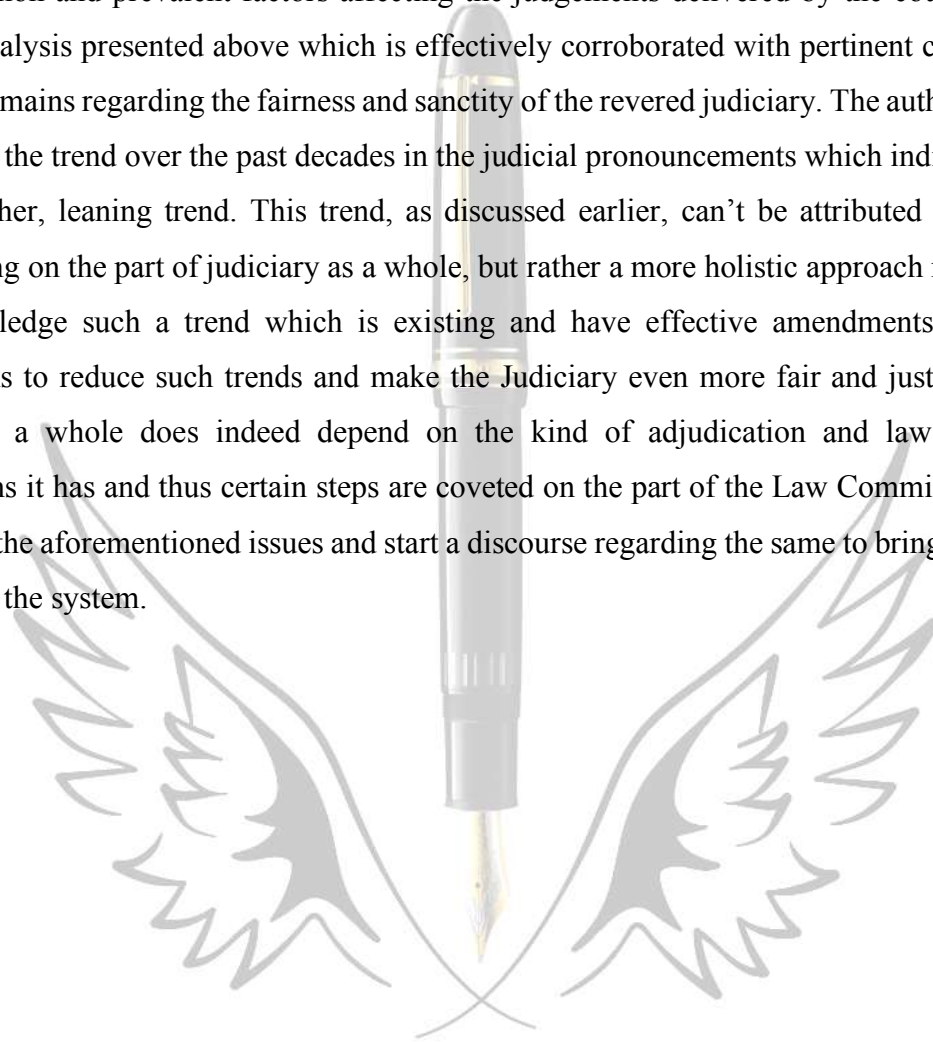 ion and prevalent factors affecting the judgements delivered by the cou
alysis presented above which is effectively corroborated with pertinent c
mains regarding the fairness and sanctity of the revered judiciary. The auth
the trend over the past decades in the judicial pronouncements which indi
her, leaning trend. This trend, as discussed earlier, can’t be attributed
ng on the part of judiciary as a whole, but rather a more holistic approach
ledge such a trend which is existing and have effective amendments
s to reduce such trends and make the Judiciary even more fair and just
a whole does indeed depend on the kind of adjudication and law
ns it has and thus certain steps are coveted on the part of the Law Commi
the aforementioned issues and start a discourse regarding the same to bring
the system.